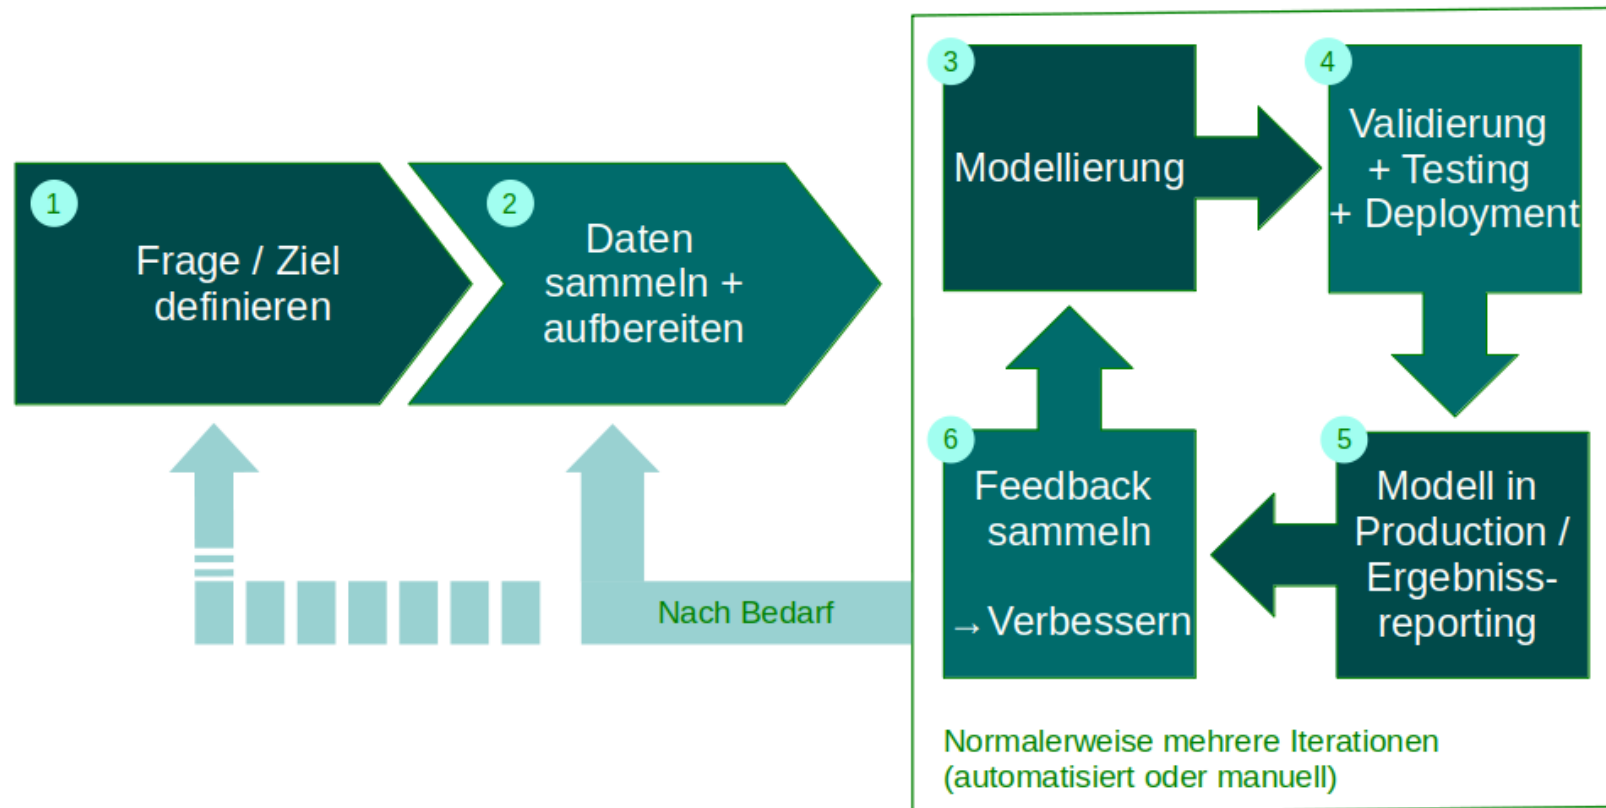 1
Frage / Ziel
definieren
2
Daten
sammeln +
aufbereiten
3
Modellierung
4
Validierung
+ Testing
+ Deployment
5
Modell in
Production /
Ergebniss-
reporting
6
Feedback
sammeln
→Verbessern
Nach Bedarf
Normalerweise mehrere Iterationen
(automatisiert oder manuell)